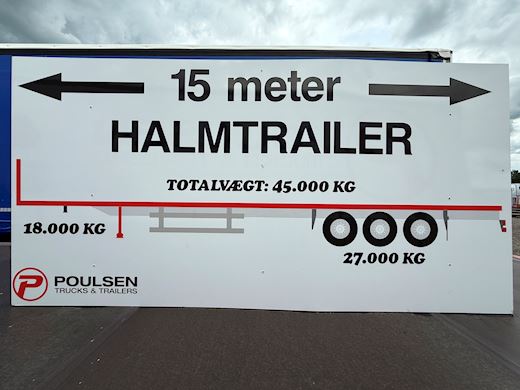 15 meter
HALMTRAILER
TOTALVÆGT: 45.000 KG
18.000 KG
27.000 KG
P POULSEN
TRUCKS & TRAILERS